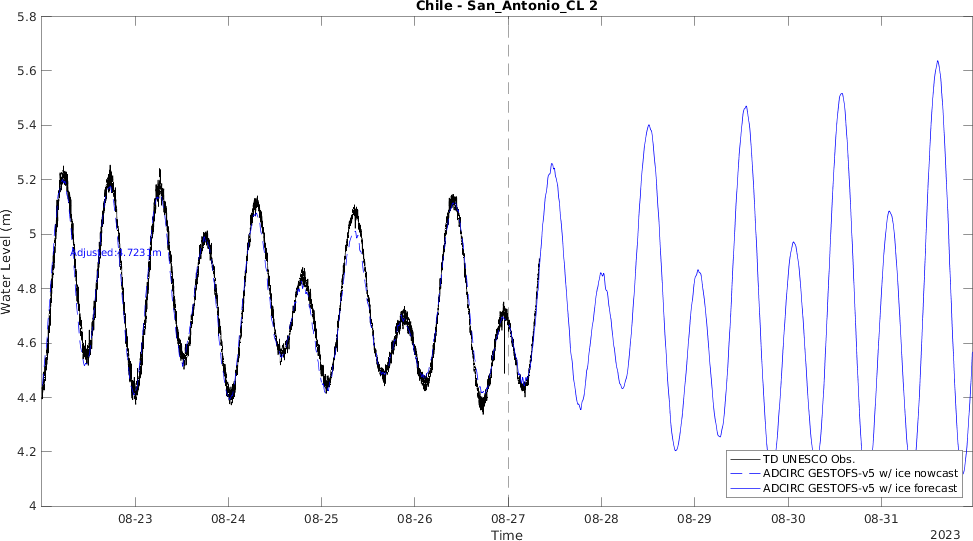 Chile - San_Antonio_CL 2
5.8
5.6
5.4
5.2
5
4.8
4.6
4.4
4.2
4
Water Level (m)
Adjusted:4.723 m
TD UNESCO Obs.
ADCIRC GESTOFS-v5 w/ ice nowcast
ADCIRC GESTOFS-v5 w/ ice forecast
08-23 08-24 08-25 08-26 08-27 08-28 08-29 08-30 08-31
Time
2023